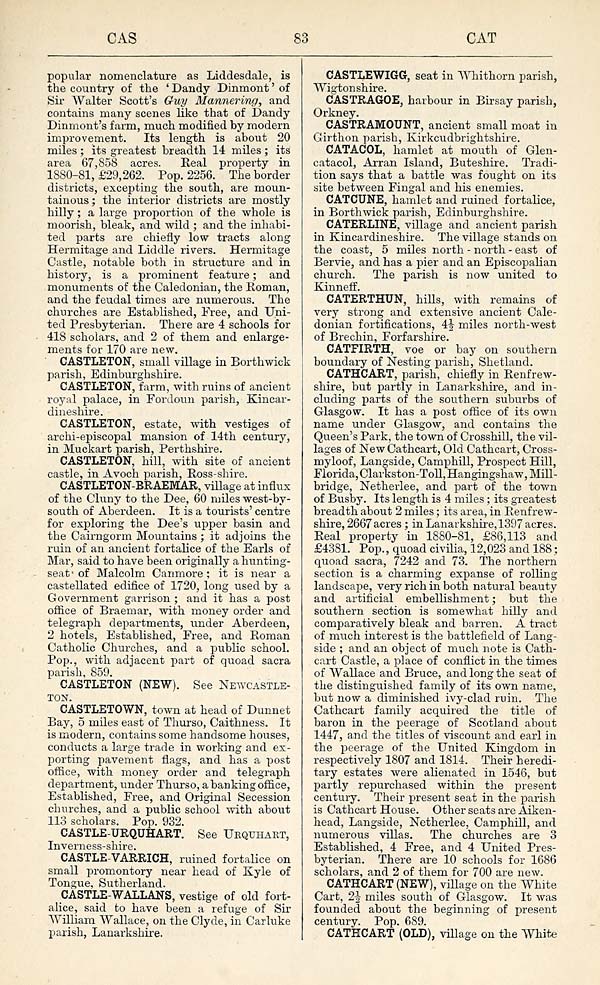 CAS 83 CAT
popular nomenclature as Liddesdale, is
the country of the 'Dandy Dinmont' of
Sir Walter Scott's Guy Mannering, and
contains many scenes like that of Dandy
Dinmont's farm, much modified by modern
improvement. Its length is about 20
miles; its greatest breadth 14 miles; its
area 67,858 acres. Real property in
1880-81, £29,262. Pop. 2256. The border
districts, excepting the south, are moun-
tainous; the interior districts are mostly
hilly; a large proportion of the whole is
moorish, bleak, and wild; and the inhabi-
ted parts are chiefly low tracts along
Hermitage and Liddle rivers. Hermitage
Castle, notable both in structure and in
history, is a prominent feature; and
monuments of the Caledonian, the Roman,
and the feudal times are numerous. The
churches are Established, Free, and Uni-
ted Presbyterian. There are 4 schools for
418 scholars, and 2 of them and enlarge-
ments for 170 are new.
CASTLETON, small village in Borthwick
parish, Edinburghshire.
CASTLETON, farm, with ruins of ancient
royal palace, in Fordoun parish, Kincar-
dineshire.
CASTLETON, estate, with vestiges of
archi-episcopal mansion of 14th century,
in Muckart parish, Perthshire.
CASTLETON, hill, with site of ancient
castle, in Avoch parish, Ross-shire.
CASTLETON-BRAEMAR, village at influx
of the Cluny to the Dee, 60 miles west-by-
south of Aberdeen. It is a tourists' centre
for exploring the Dee's upper basin and
the Cairngorm Mountains; it adjoins the
ruin of an ancient fortalice of the Earls of
Mar, said to have been originally a hunting-
seat of Malcolm Canmore; it is near a
castellated edifice of 1720, long used by a
Government garrison; and it has a post
office of Braemar, with money order and
telegraph departments, under Aberdeen,
2 hotels, Established, Free, and Roman
Catholic Churches, and a public school.
Pop., with adjacent part of quoad sacra
parish, 859.
CASTLETON (NEW). See NEWCASTLE-
TON.
CASTLETOWN, town at head of Dunnet
Bay, 5 miles east of Thurso, Caithness. It
is modern, contains some handsome houses,
conducts a large trade in working and ex-
porting pavement flags, and has a post
office, with money order and telegraph
department, under Thurso, a banking office,
Established, Free, and Original Secession
churches, and a public school with about
113 scholars. Pop. 932.
CASTLE-URQUHART. See URQUHART,
Inverness-shire.
CASTLE-VARRICH, ruined fortalice on
small promontory near head of Kyle of
Tongue, Sutherland.
CASTLE-WALLANS, vestige of old fort-
alice, said to have been a refuge of Sir
William Wallace, on the Clyde, in Carluke
parish, Lanarkshire.
CASTLEWIGG, seat in Whithorn parish,
Wigtonshire.
CASTRAGOE, harbour in Birsay parish,
Orkney.
CASTRAMOUNT, ancient small moat in
Girthon parish, Kirkcudbrightshire.
CATACOL, hamlet at mouth of Glen-
catacol, Arran Island, Buteshire. Tradi-
tion says that a battle was fought on its
site between Fingal and his enemies.
CATCUNE, hamlet and ruined fortalice,
in Borthwick parish, Edinburghshire.
CATERLINE, village and ancient parish
in Kincardineshire. The village stands on
the coast, 5 miles north-north-east of
Bervie, and has a pier and an Episcopalian
church. The parish is now united to
Kinneff.
CATERTHUN, hills, with remains of
very strong and extensive ancient Cale-
donian fortifications, 4½ miles north-west
of Brechin, Forfarshire.
CATFIRTH, voe or bay on southern
boundary of Nesting parish, Shetland.
CATHCART, parish, chiefly in Renfrew-
shire, but partly in Lanarkshire, and in-
cluding parts of the southern suburbs of
Glasgow. It has a post office of its own
name under Glasgow, and contains the
Queen's Park, the town of Crosshill, the vil-
lages of New Cathcart, Old Cathcart, Cross-
myloof, Langside, Camphill, Prospect Hill,
Florida, Clarkston-Toll, Hangingshaw, Mill-
bridge, Netherlee, and part of the town
of Busby. Its length is 4 miles; its greatest
breadth about 2 miles; its area, in Renfrew-
shire, 2667 acres; in Lanarkshire, 1397 acres.
Real property in 1880-81, £86,113 and
£4381. Pop., quoad civilia, 12,023 and 188;
quoad sacra, 7242 and 73. The northern
section is a charming expanse of rolling
landscape, very rich in both natural beauty
and artificial embellishment; but the
southern section is somewhat hilly and
comparatively bleak and barren. A tract
of much interest is the battlefield of Lang-
side; and an object of much note is Cath-
cart Castle, a place of conflict in the times
of Wallace and Bruce, and long the seat of
the distinguished family of its own name,
but now a diminished ivy-clad ruin. The
Cathcart family acquired the title of
baron in the peerage of Scotland about
1447, and the titles of viscount and earl in
the peerage of the United Kingdom in
respectively 1807 and 1814. Their heredi-
tary estates were alienated in 1546, but
partly repurchased within the present
century. Their present seat in the parish
is Cathcart House. Other seats are Aiken-
head, Langside, Netherlee, Camphill, and
numerous villas. The churches are 3
Established, 4 Free, and 4 United Pres-
byterian. There are 10 schools for 1686
scholars, and 2 of them for 700 are new.
CATHCART (NEW), village on the White
Cart, 2½ miles south of Glasgow. It was
founded about the beginning of present
century. Pop. 689.
CATHCART (OLD), village on the White